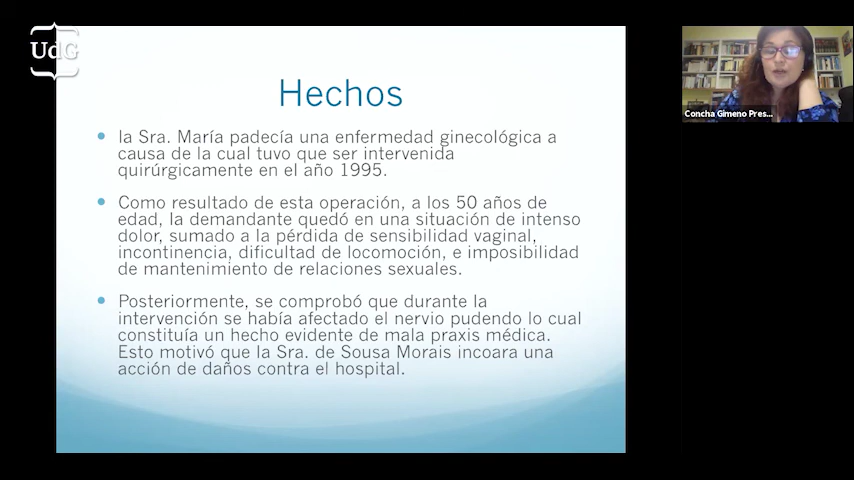 UdG
Hechos
la Sra. María padecía una enfermedad ginecológica a
causa de la cual tuvo que ser intervenida
quirúrgicamente en el año 1995.
Como resultado de esta operación, a los 50 años de
edad, la demandante quedó en una situación de intenso
dolor, sumado a la pérdida de sensibilidad vaginal,
incontinencia, dificultad de locomoción, e imposibilidad
de mantenimiento de relaciones sexuales.
Posteriormente, se comprobó que durante la
intervención se había afectado el nervio pudendo lo cual
constituía un hecho evidente de mala praxis médica.
Esto motivó que la Sra. de Sousa Morais incoara una
acción de daños contra el hospital.
Concha Gimeno Pres...